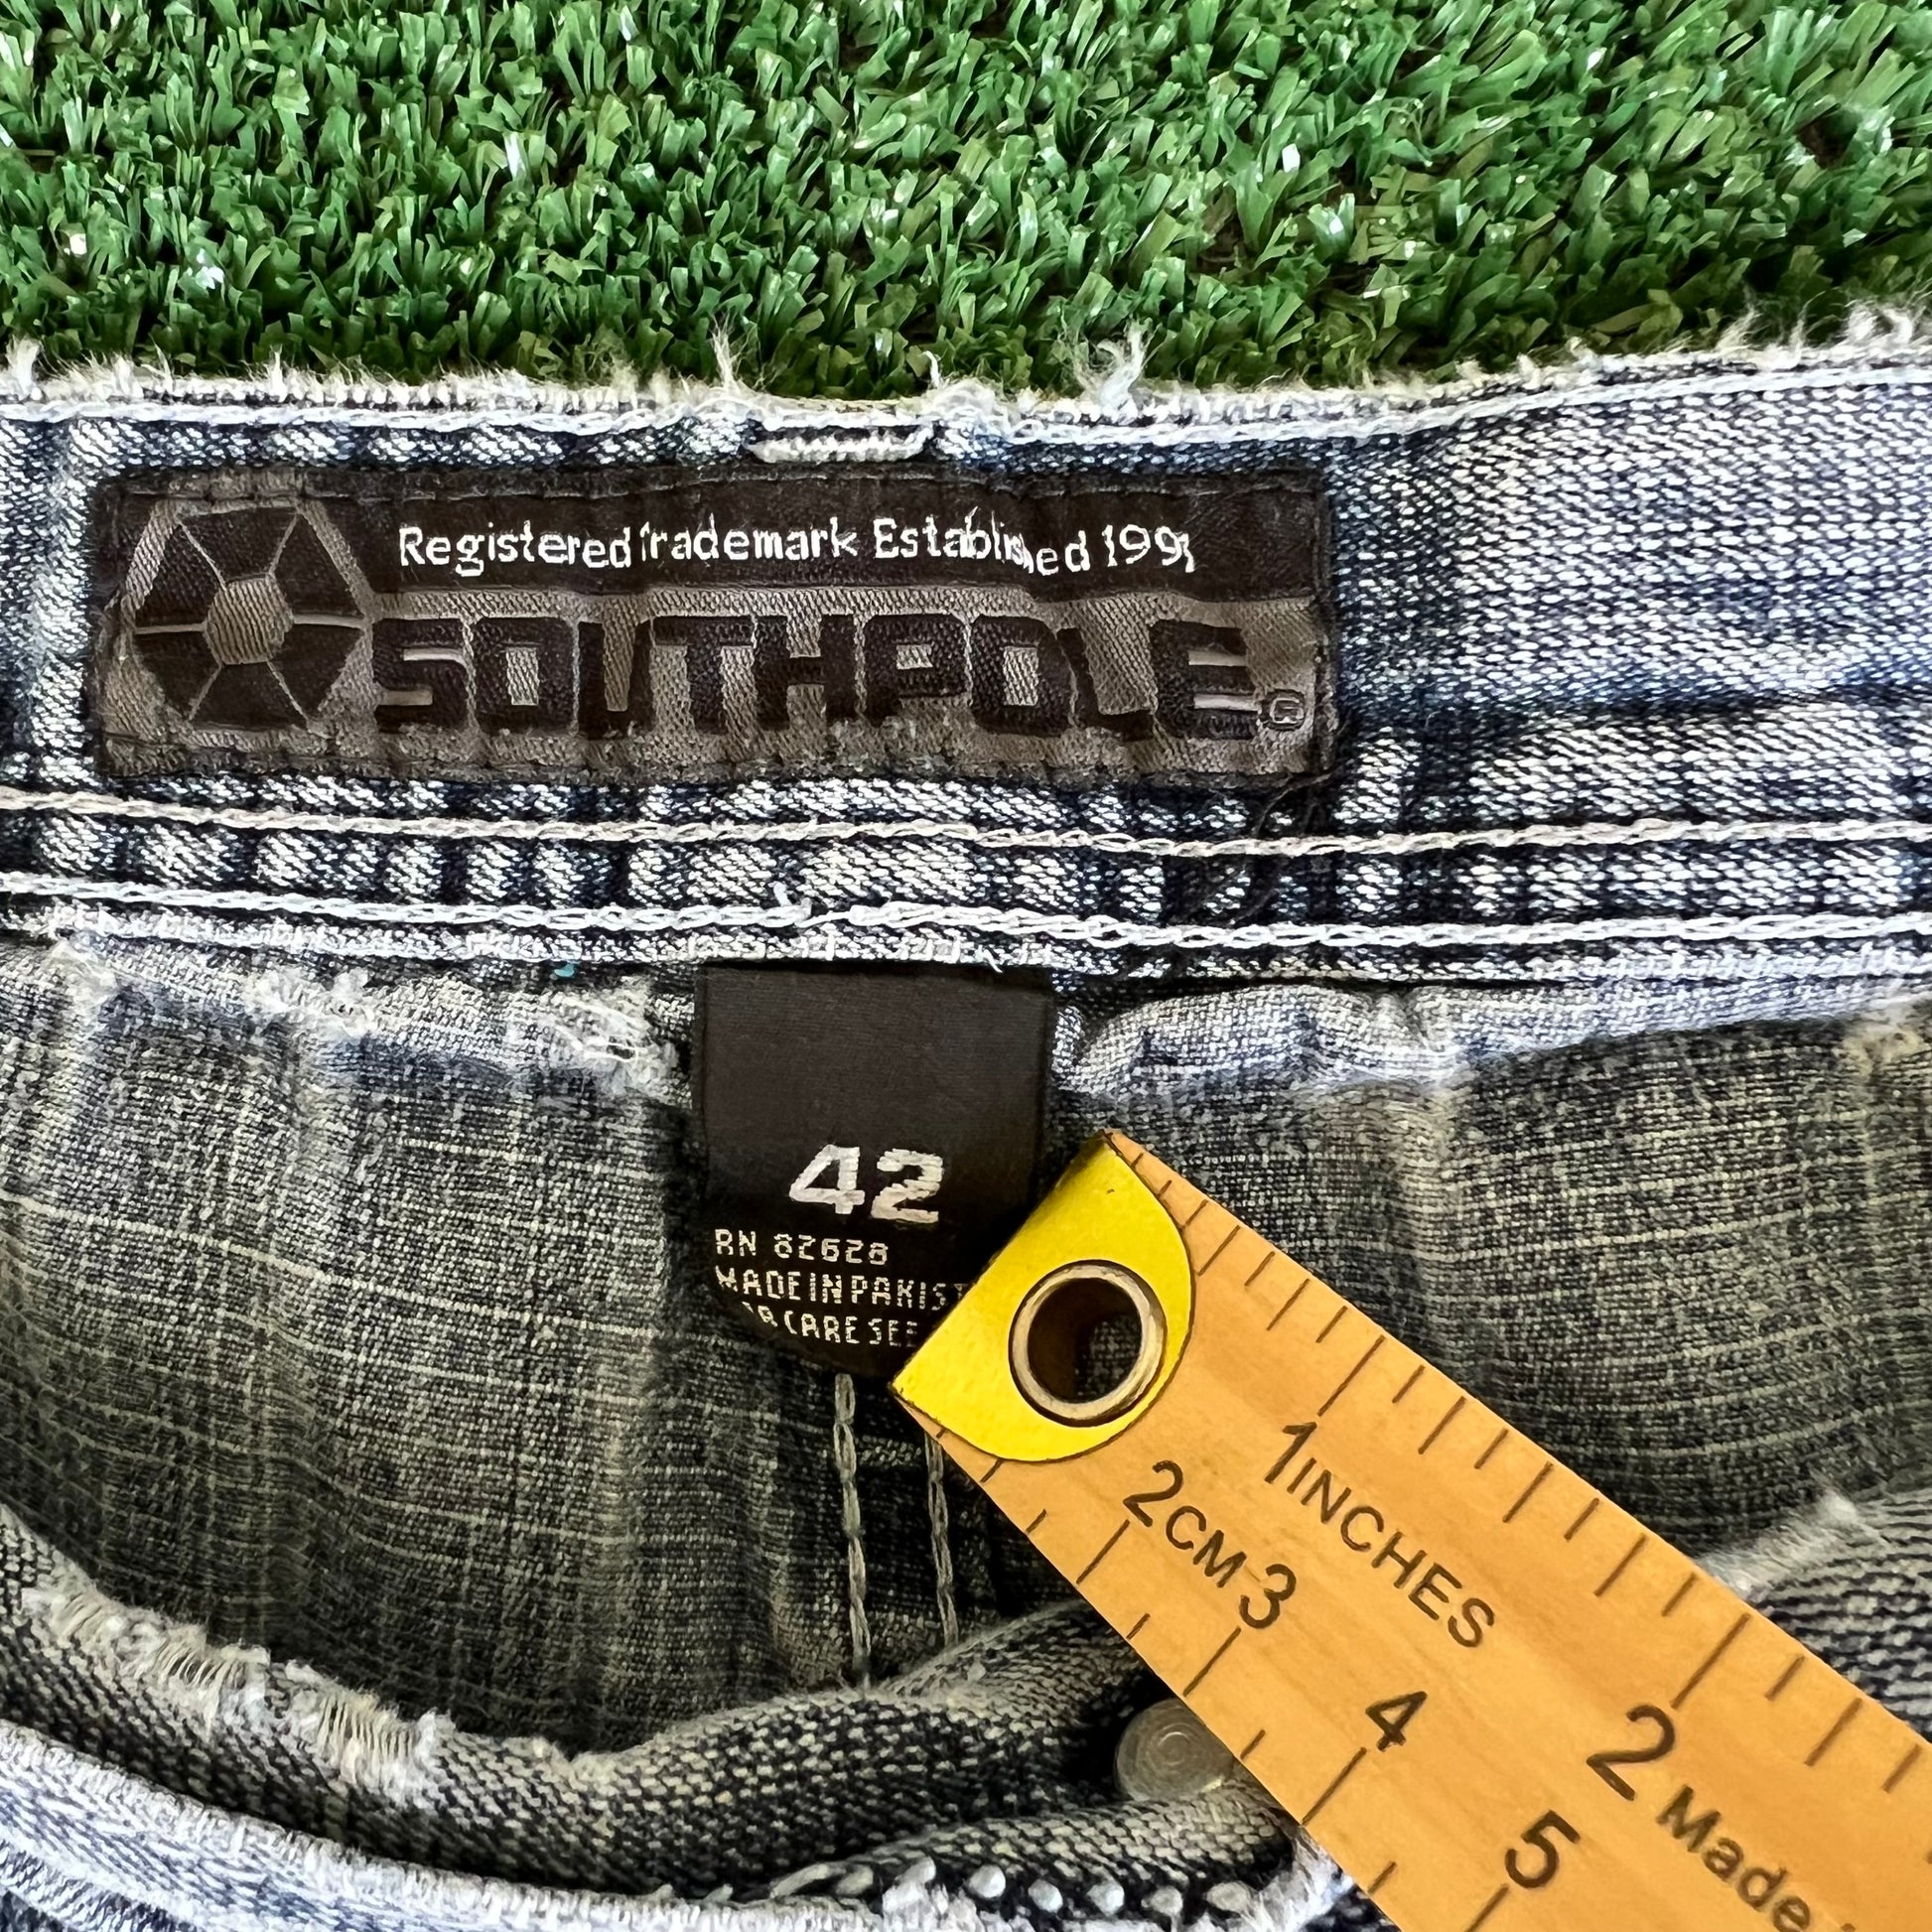 Registered Trademark Established 1991
SOUTHPOLE®
42
RN 82628
MADE IN PAKIST
CARE SEE
1 INCHES
2
2 CM 3
4
5
Made